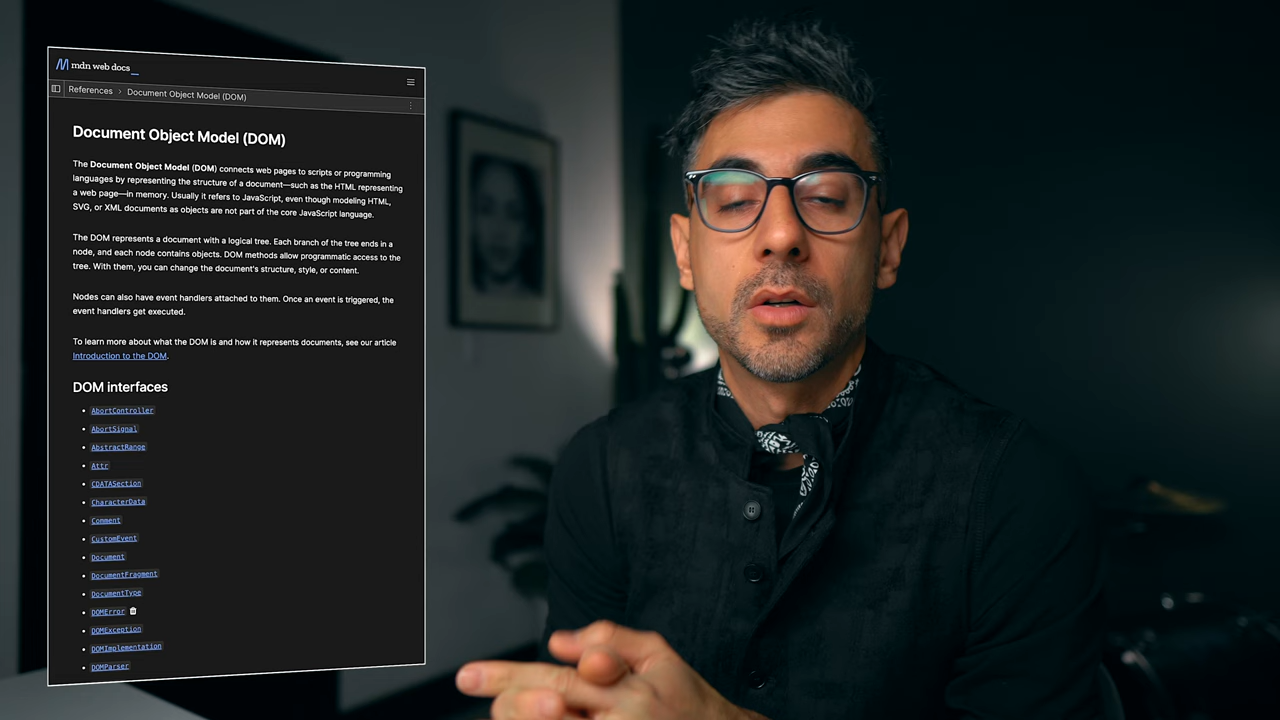 mdn web docs_
References > Document Object Model (DOM)
Document Object Model (DOM)
The Document Object Model (DOM) connects web pages to scripts or programming
languages by representing the structure of a document—such as the HTML representing
a web page—in memory. Usually it refers to JavaScript, even though modeling HTML,
SVG, or XML documents as objects are not part of the core JavaScript language.
The DOM represents a document with a logical tree. Each branch of the tree ends in a
node, and each node contains objects. DOM methods allow programmatic access to the
tree. With them, you can change the document's structure, style, or content.
Nodes can also have event handlers attached to them. Once an event is triggered, the
event handlers get executed.
To learn more about what the DOM is and how it represents documents, see our article
Introduction to the DOM.
DOM interfaces
• AbortController
• AbortSignal
• AbstractRange
• Attr
• CDATASection
• CharacterData
• Comment
• CustomEvent
• Document
• DocumentFragment
• DocumentType
• DOMError
• DOMException
• DOMImplementation
• DOMParser